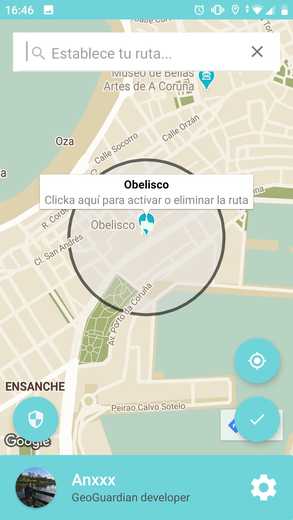 16:46
Establece tu ruta...
Museo de Bellas
Artes de A Coruña
Calle Orzán
Oza
Calle Socorro
a
Obelisco
Clicka aquí para activar o eliminar la ruta
R. Cord
Obelisco
Cl. San Andrés
Av. Porto da Coruña
ENSANCHE
Peirao Calvo Sotelo
Google
Anxxx
GeoGuardian developer